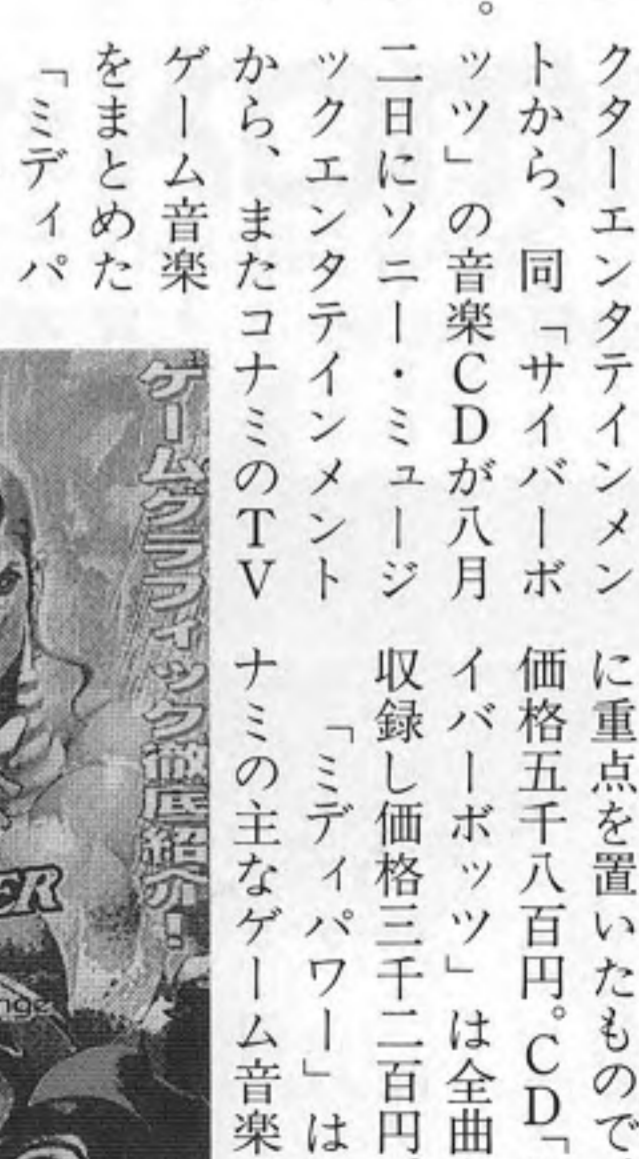 クターエンタテインメン
トから、同「サイバーボ
ッツ」の音楽CDが八月
二日にソニー・ミュージ
ックエンタテインメント
から、またコナミのTV
ゲーム音楽
をまとめた
「ミディパ
に重点を置いたもので
価格五千八百円。CD「
イバーボッツ」は全曲
収録し価格三千二百円
「ミディパワー」は
ナミの主なゲーム音楽
ゲームグラフィック徹底紹介!
ER
nge